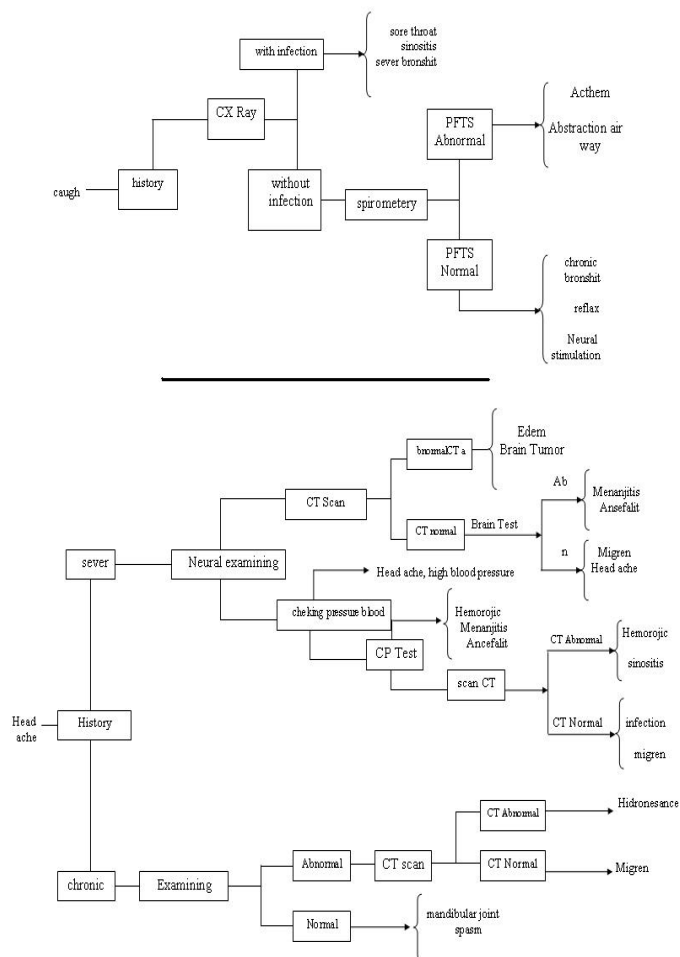 sore throat
sinositis
sever bronshit
with infection
CX Ray
PFTS
Abnormal
Acthem
Abstraction air
way
caugh
history
without
infection
spirometery
PFTS
Normal
chronic
bronshit
reflax
Neural
stimulation
Edem
Brain Tumor
bnormalCT a
CT Scan
Ab
Menanjitis
Ansefalit
CT normal
Brain Test
n
Migren
Head ache
sever
Neural examining
Head ache, high blood pressure
cheking pressure blood
Hemorojic
Menanjitis
Ancefalit
CP Test
CT Abnormal
Hemorojic
sinositis
scan CT
Head
ache
History
CT Normal
infection
migren
CT Abnormal
Hidronesance
chronic
Examining
Abnormal
CT scan
CT Normal
Migren
Normal
mandibular joint
spasm